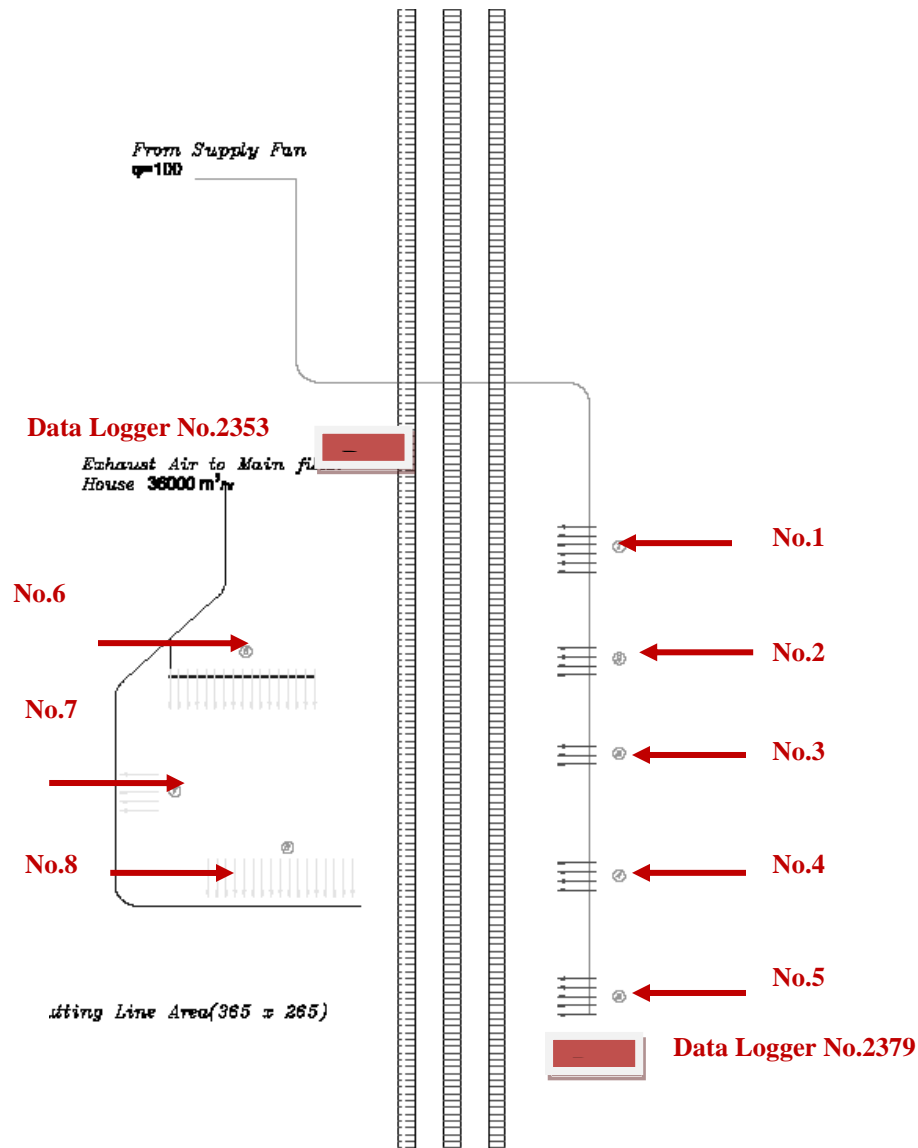 From Supply Fan
q=100
Data Logger No.2353
Exhaust Air to Main
House 36000 m³/hr
No.1
No.6
No.2
No.7
No.3
No.8
No.4
No.5
utting Line Area(365 x 265)
Data Logger No.2379